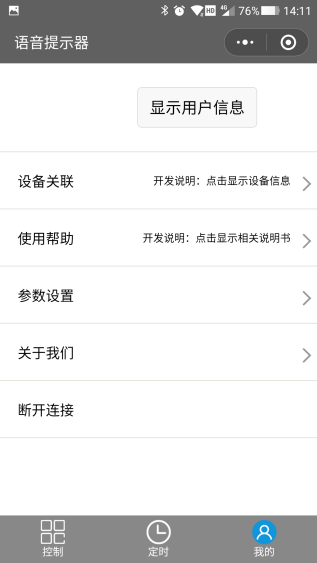 HD 4G 76% 14:11
语音提示器
显示用户信息
设备关联 开发说明：点击显示设备信息
使用帮助 开发说明：点击显示相关说明书
参数设置
关于我们
断开连接
控制 定时 我的